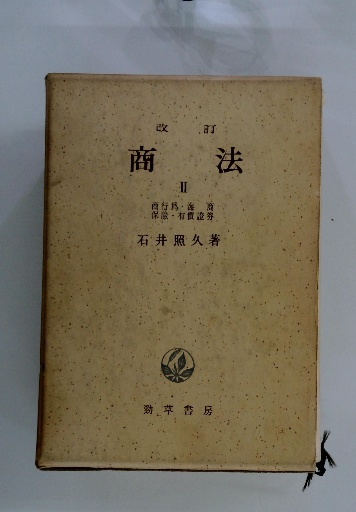 改訂
商法
II
商行為・海商
保險・有價證券
石井照久著
勁草書房